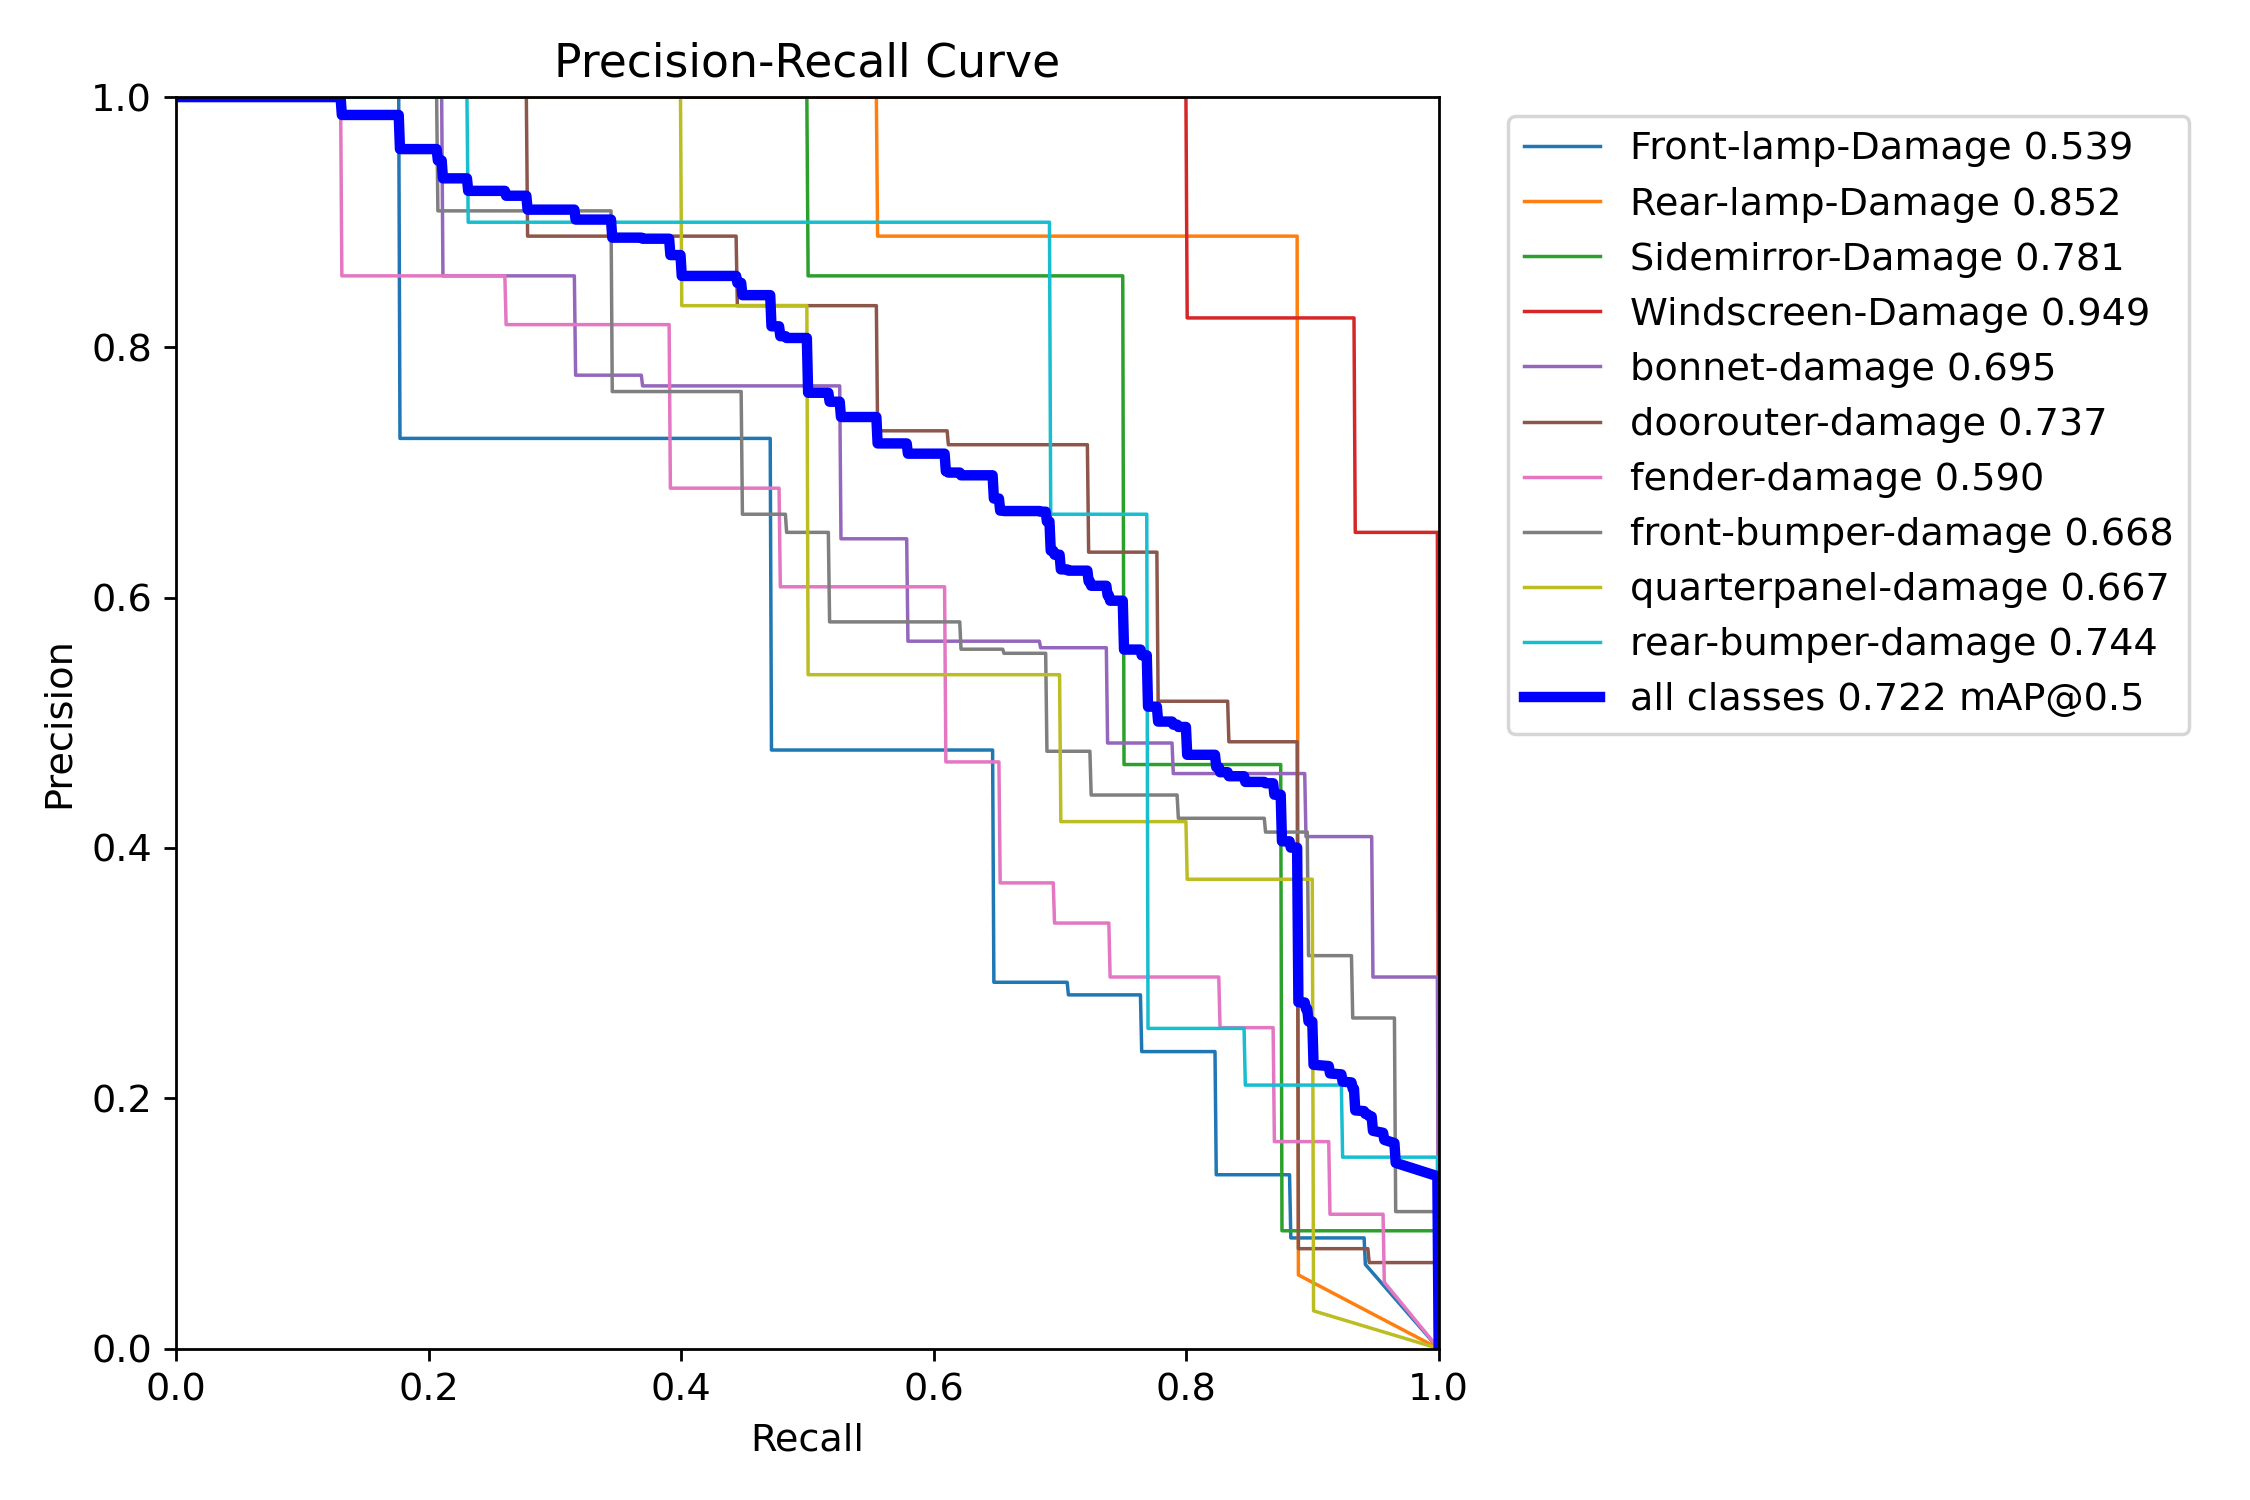 Precision-Recall Curve
1.0
0.8
0.6
0.4
0.2
0.0
Precision
0.0 0.2 0.4 0.6 0.8 1.0
Recall
Front-lamp-Damage 0.539
Rear-lamp-Damage 0.852
Sidemirror-Damage 0.781
Windscreen-Damage 0.949
bonnet-damage 0.695
doorouter-damage 0.737
fender-damage 0.590
front-bumper-damage 0.668
quarterpanel-damage 0.667
rear-bumper-damage 0.744
all classes 0.722 mAP@0.5